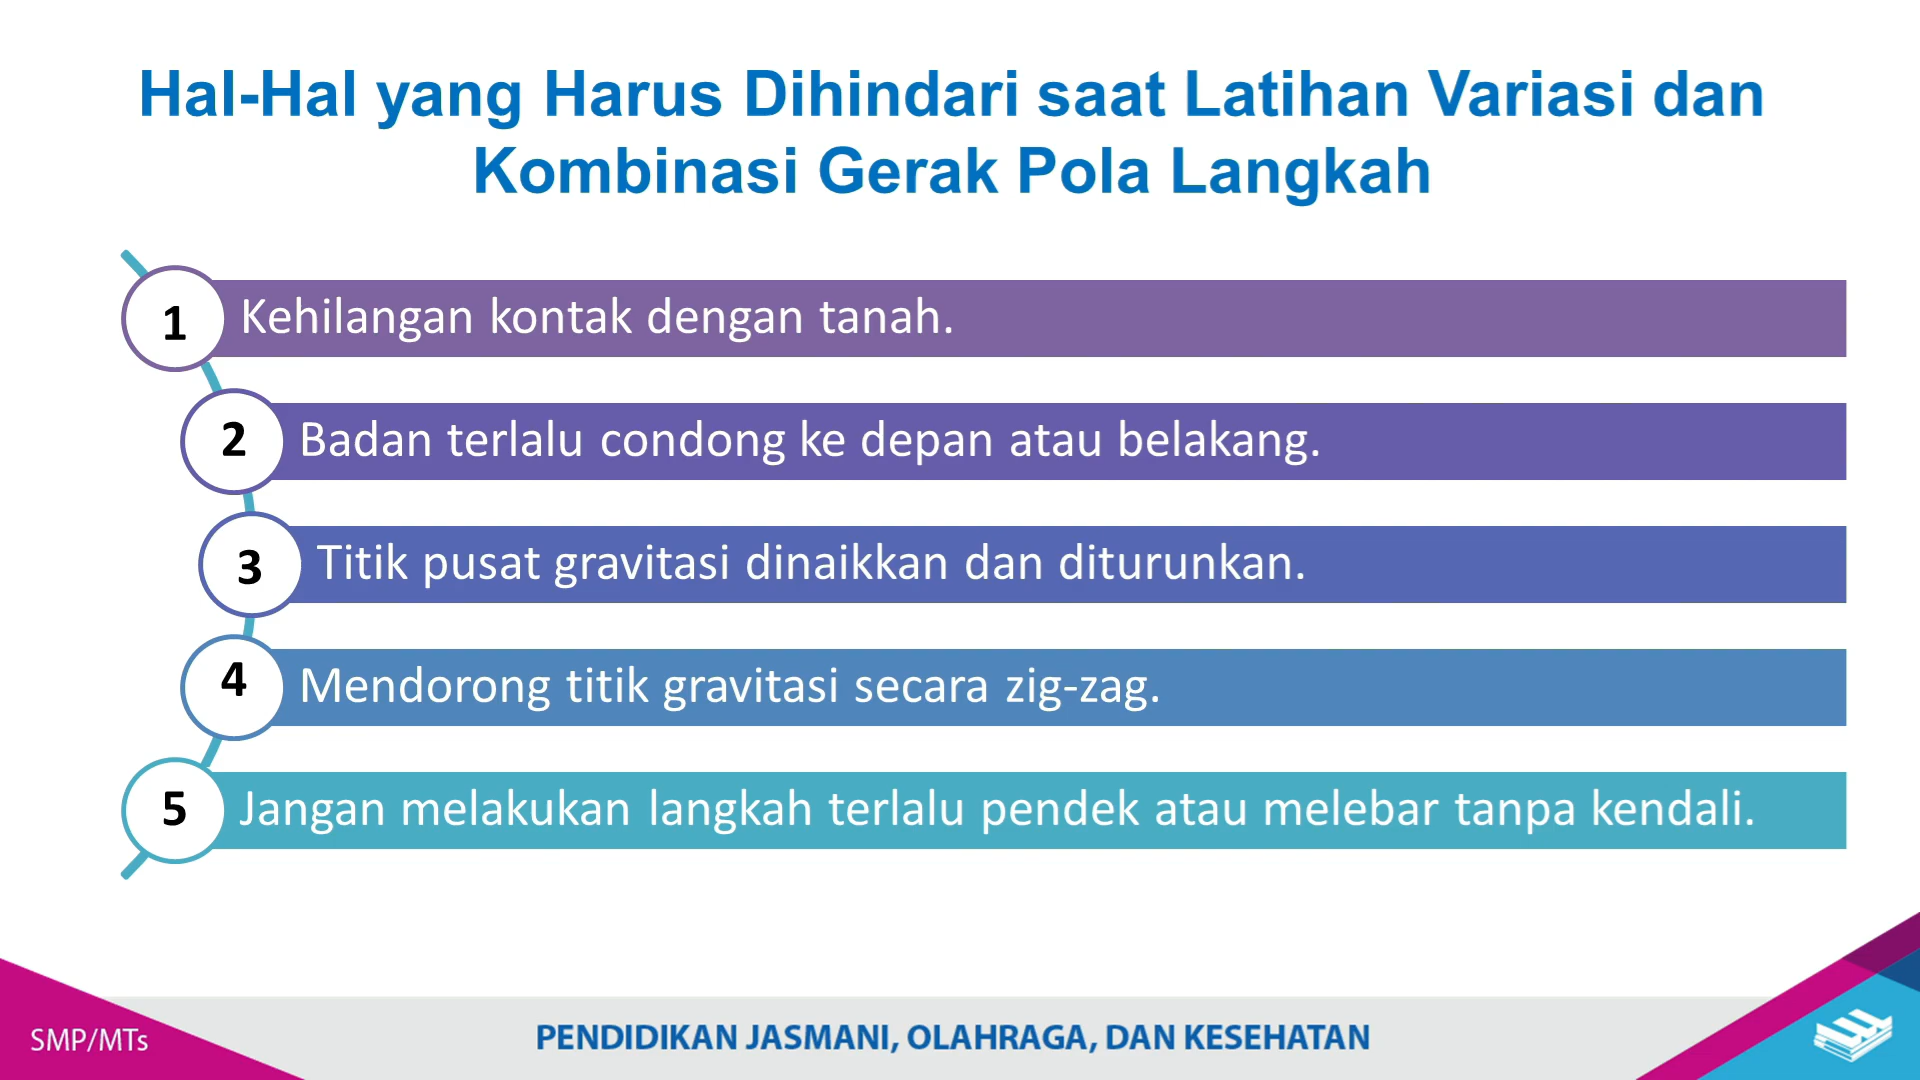 Hal-Hal yang Harus Dihindari saat Latihan Variasi dan
Kombinasi Gerak Pola Langkah
1 Kehilangan kontak dengan tanah.
2 Badan terlalu condong ke depan atau belakang.
3 Titik pusat gravitasi dinaikkan dan diturunkan.
4 Mendorong titik gravitasi secara zig-zag.
5 Jangan melakukan langkah terlalu pendek atau melebar tanpa kendali.
SMP/MTs
PENDIDIKAN JASMANI, OLAHRAGA, DAN KESEHATAN